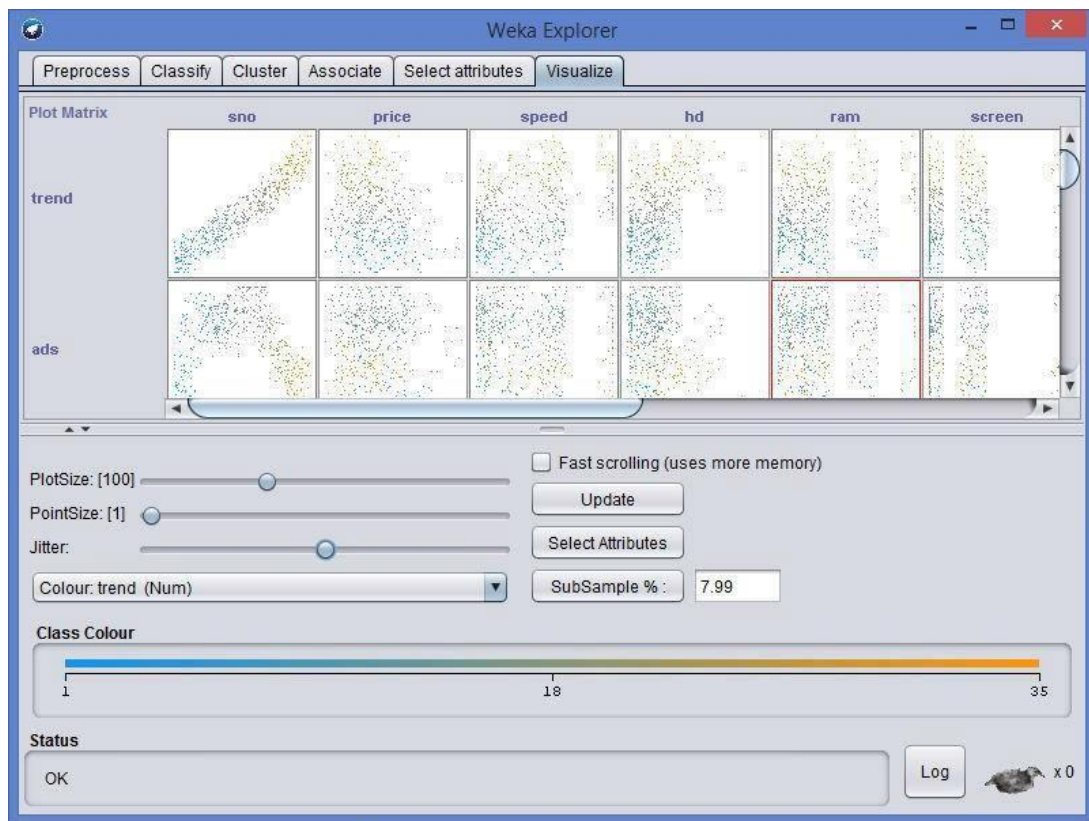 Weka Explorer
Preprocess Classify Cluster Associate Select attributes Visualize
Plot Matrix sno price speed hd ram screen
trend
ads
PlotSize: [100]
PointSize: [1]
Jitter:
Fast scrolling (uses more memory)
Update
Select Attributes
Colour: trend (Num)
SubSample % : 7.99
Class Colour
1 18 35
Status
OK
Log
x 0